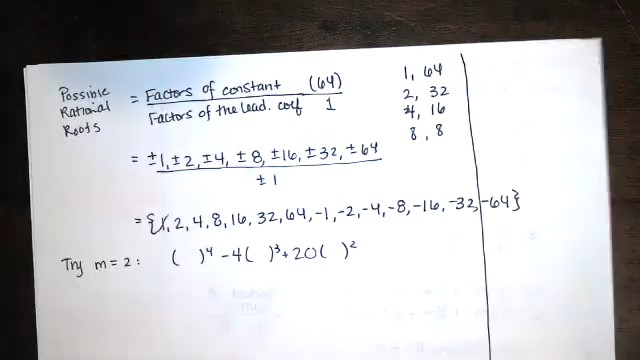 Possible Rational Roots = Factors of constant (64) / Factors of the lead. coef 1
1, 64
2, 32
4, 16
8, 8
= ±1, ±2, ±4, ±8, ±16, ±32, ±64 / ±1
= {1, 2, 4, 8, 16, 32, 64, -1, -2, -4, -8, -16, -32, -64}
Try m = 2: ( )⁴ - 4( )³ + 20( )²